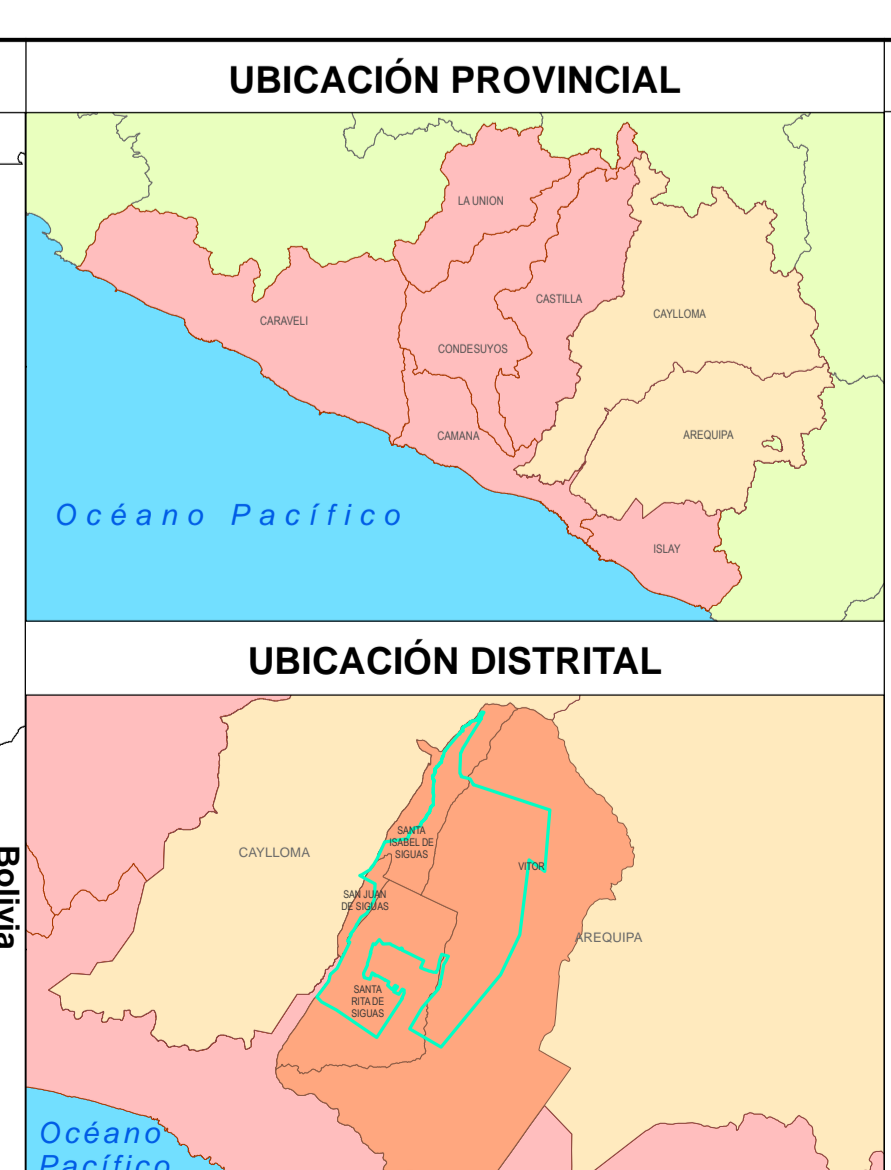 UBICACIÓN PROVINCIAL
LA UNION
CASTILLA
CAYLLOMA
CARAVELI
CONDESUYOS
CAMANA
AREQUIPA
Océano Pacífico
ISLAY
UBICACIÓN DISTRITAL
SANTA
ISABEL DE
SIGUAS
CAYLLOMA
VITOR
SAN JUAN
DE SIGUAS
AREQUIPA
SANTA
RITA DE
SIGUAS
Océano
Pacífico
Bolivia